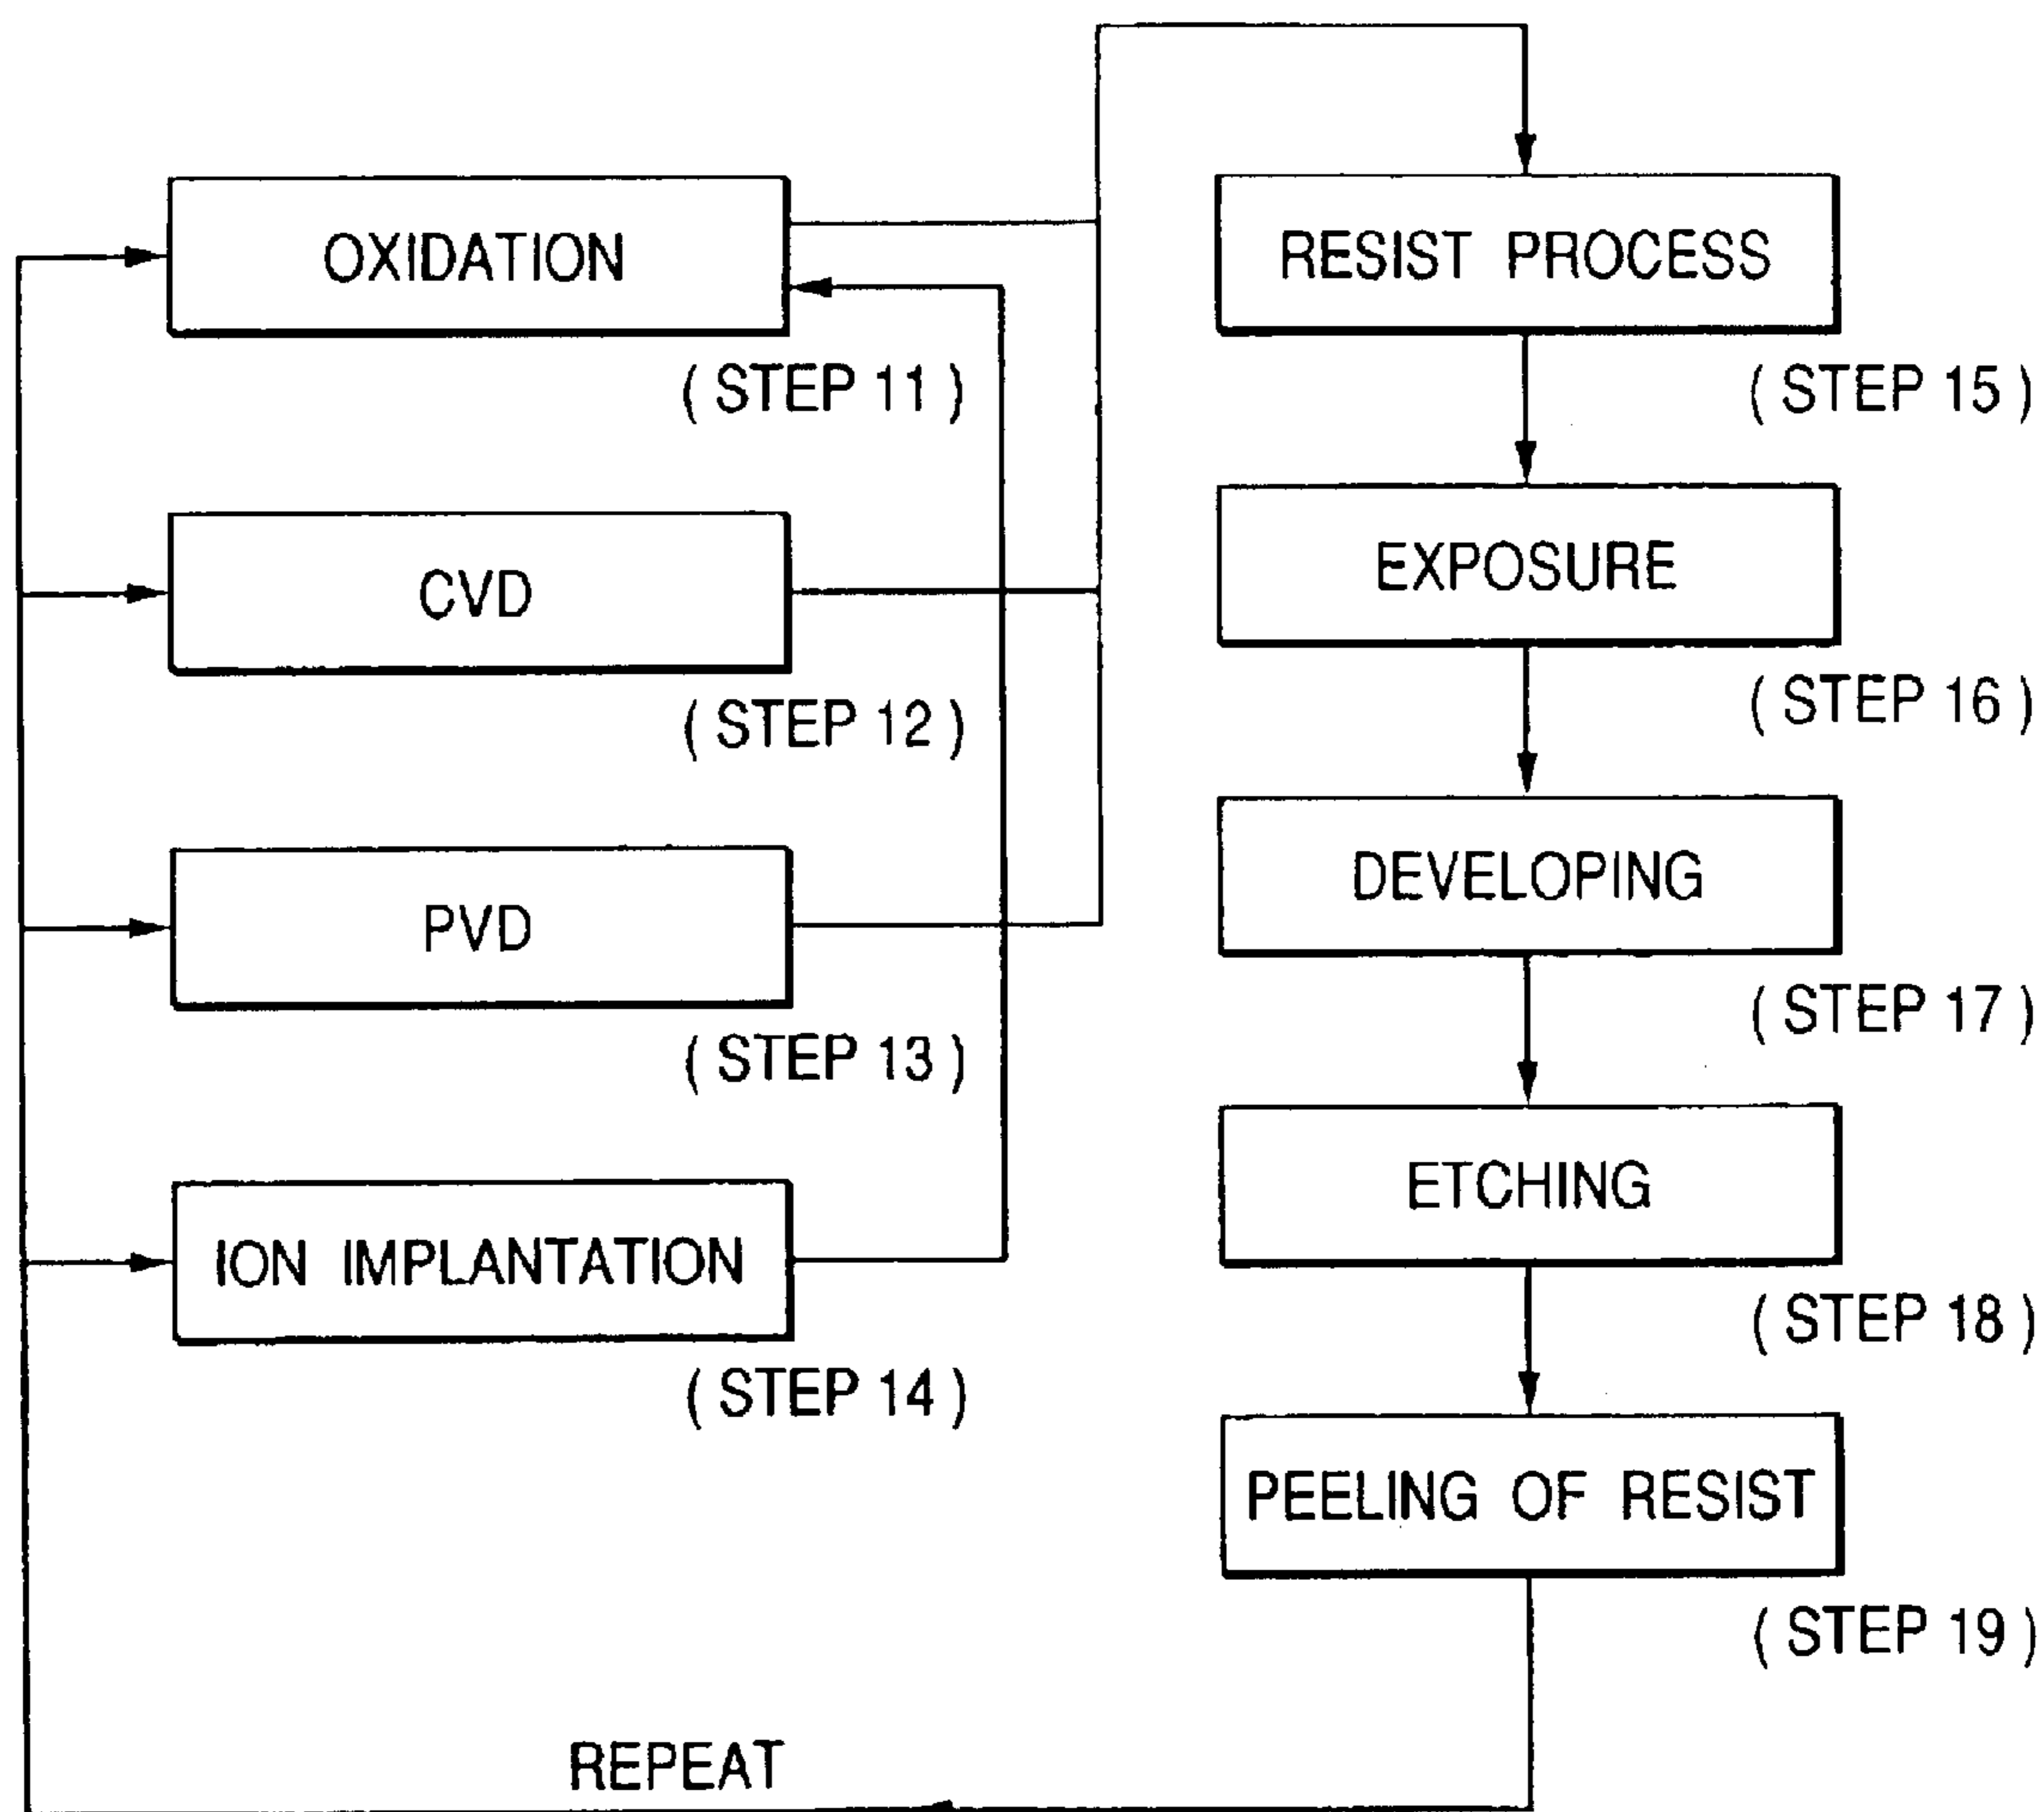 OXIDATION
( STEP 11 )
CVD
( STEP 12 )
PVD
( STEP 13 )
ION IMPLANTATION
( STEP 14 )
RESIST PROCESS
( STEP 15 )
EXPOSURE
( STEP 16 )
DEVELOPING
( STEP 17 )
ETCHING
( STEP 18 )
PEELING OF RESIST
( STEP 19 )
REPEAT